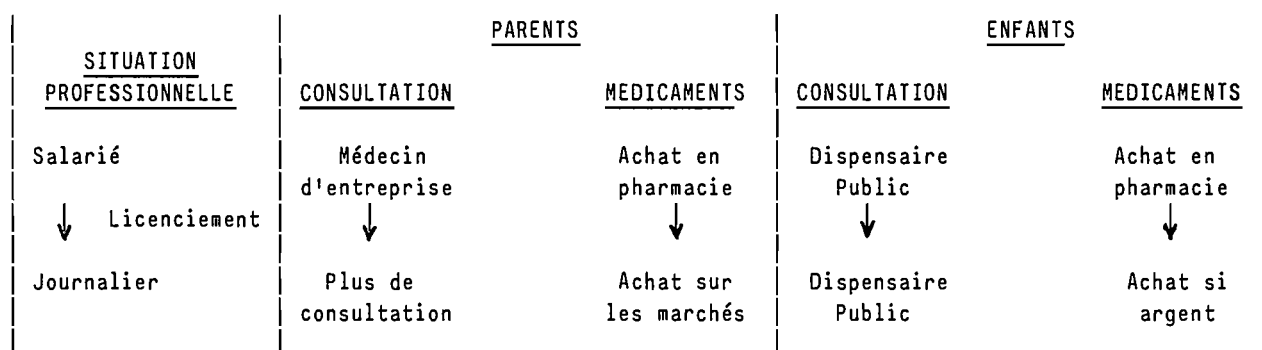 PARENTS ENFANTS
SITUATION
PROFESSIONNELLE CONSULTATION MEDICAMENTS CONSULTATION MEDICAMENTS
Salarié Médecin Achat en Dispensaire Achat en
d'entreprise pharmacie Public pharmacie
Licenciement
Journalier Plus de Achat sur Dispensaire Achat si
consultation les marchés Public argent